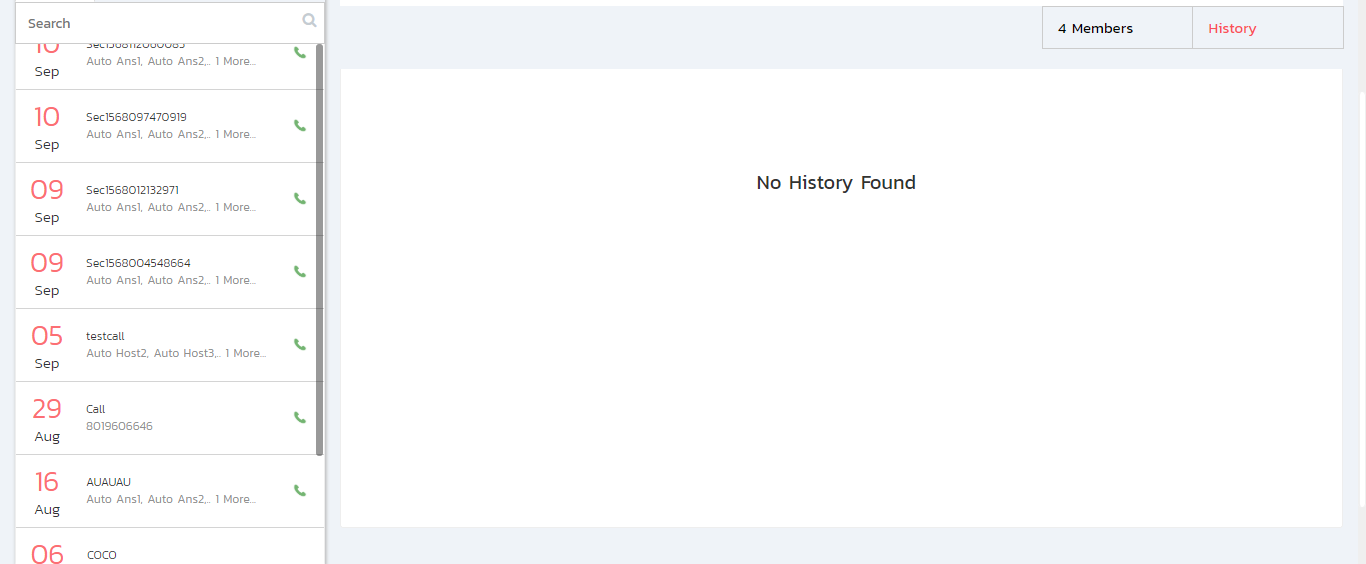 Search
10
Sep
Sec1568112060085
Auto Ans1, Auto Ans2,.. 1 More...
10
Sep
Sec1568097470919
Auto Ans1, Auto Ans2,.. 1 More...
09
Sep
Sec1568012132971
Auto Ans1, Auto Ans2,.. 1 More...
09
Sep
Sec1568004548664
Auto Ans1, Auto Ans2,.. 1 More...
05
Sep
testcall
Auto Host2, Auto Host3,.. 1 More...
29
Aug
Call
8019606646
16
Aug
AUAUAU
Auto Ans1, Auto Ans2,.. 1 More...
06
COCO
4 Members
History
No History Found